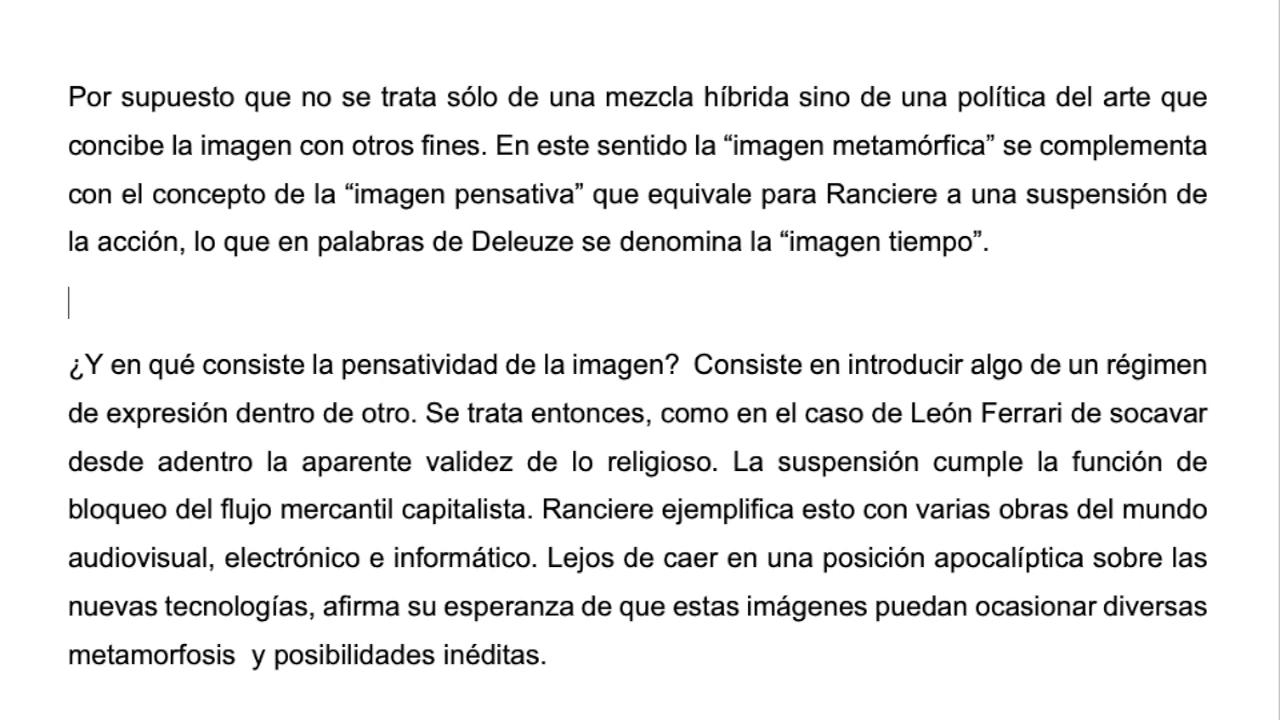 Por supuesto que no se trata sólo de una mezcla híbrida sino de una política del arte que
concibe la imagen con otros fines. En este sentido la “imagen metamórfica” se complementa
con el concepto de la “imagen pensativa” que equivale para Ranciere a una suspensión de
la acción, lo que en palabras de Deleuze se denomina la “imagen tiempo”.
¿Y en qué consiste la pensatividad de la imagen?  Consiste en introducir algo de un régimen
de expresión dentro de otro. Se trata entonces, como en el caso de León Ferrari de socavar
desde adentro la aparente validez de lo religioso. La suspensión cumple la función de
bloqueo del flujo mercantil capitalista. Ranciere ejemplifica esto con varias obras del mundo
audiovisual, electrónico e informático. Lejos de caer en una posición apocalíptica sobre las
nuevas tecnologías, afirma su esperanza de que estas imágenes puedan ocasionar diversas
metamorfosis  y posibilidades inéditas.